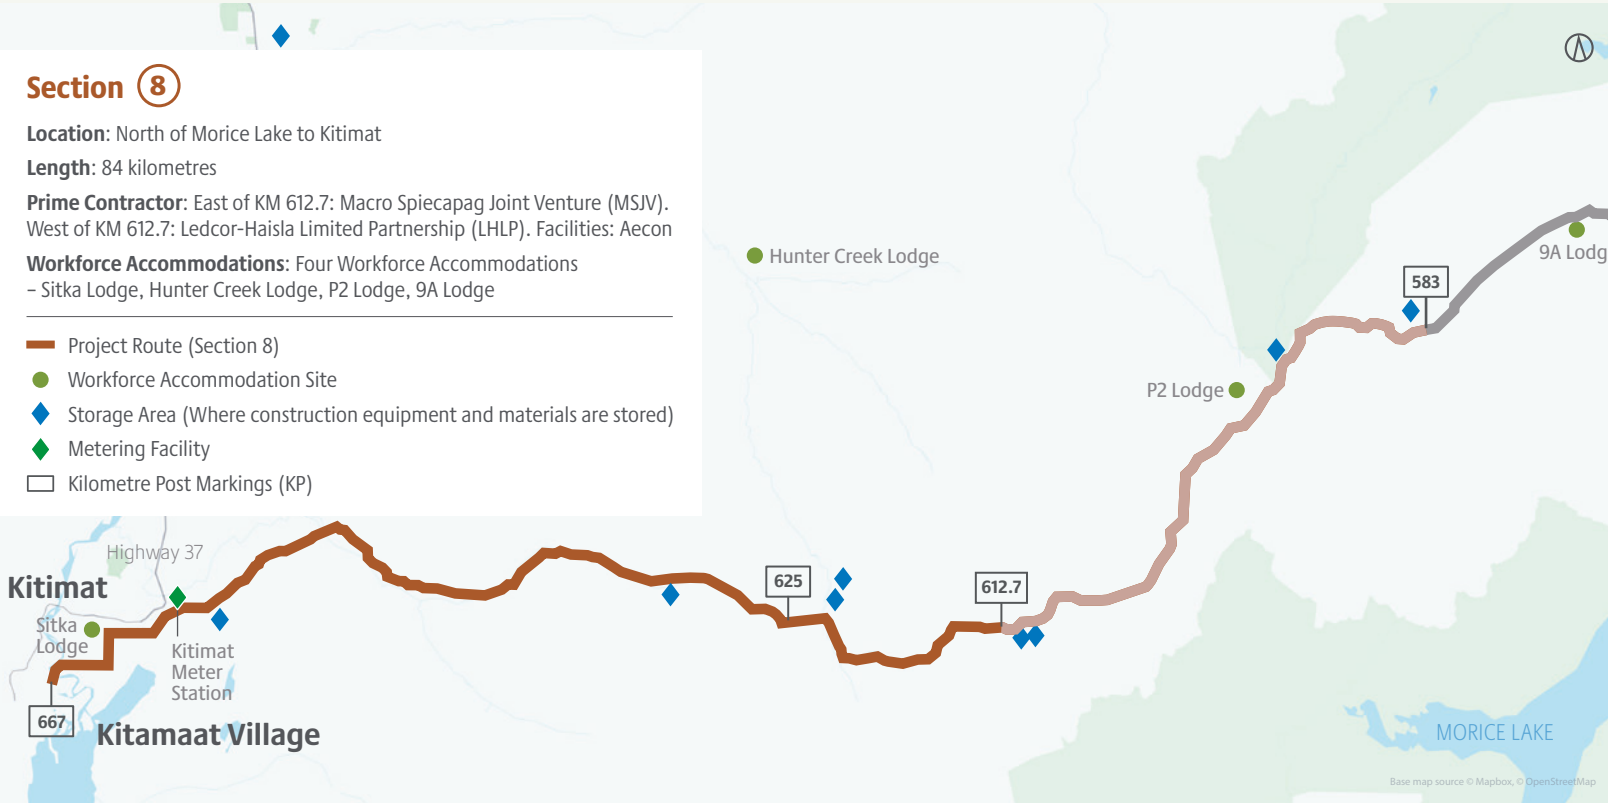 Section 8
Location: North of Morice Lake to Kitimat
Length: 84 kilometres
Prime Contractor: East of KM 612.7: Macro Spiecapag Joint Venture (MSJV).
West of KM 612.7: Ledcor-Haisla Limited Partnership (LHLP). Facilities: Aecon
Workforce Accommodations: Four Workforce Accommodations
– Sitka Lodge, Hunter Creek Lodge, P2 Lodge, 9A Lodge
Project Route (Section 8)
Workforce Accommodation Site
Storage Area (Where construction equipment and materials are stored)
Metering Facility
Kilometre Post Markings (KP)
Hunter Creek Lodge
9A Lodg
583
P2 Lodge
Highway 37
Kitimat
625
612.7
Sitka
Lodge
Kitimat
Meter
Station
667
Kitamaat Village
MORICE LAKE
Base map source © Mapbox, © OpenStreetMap